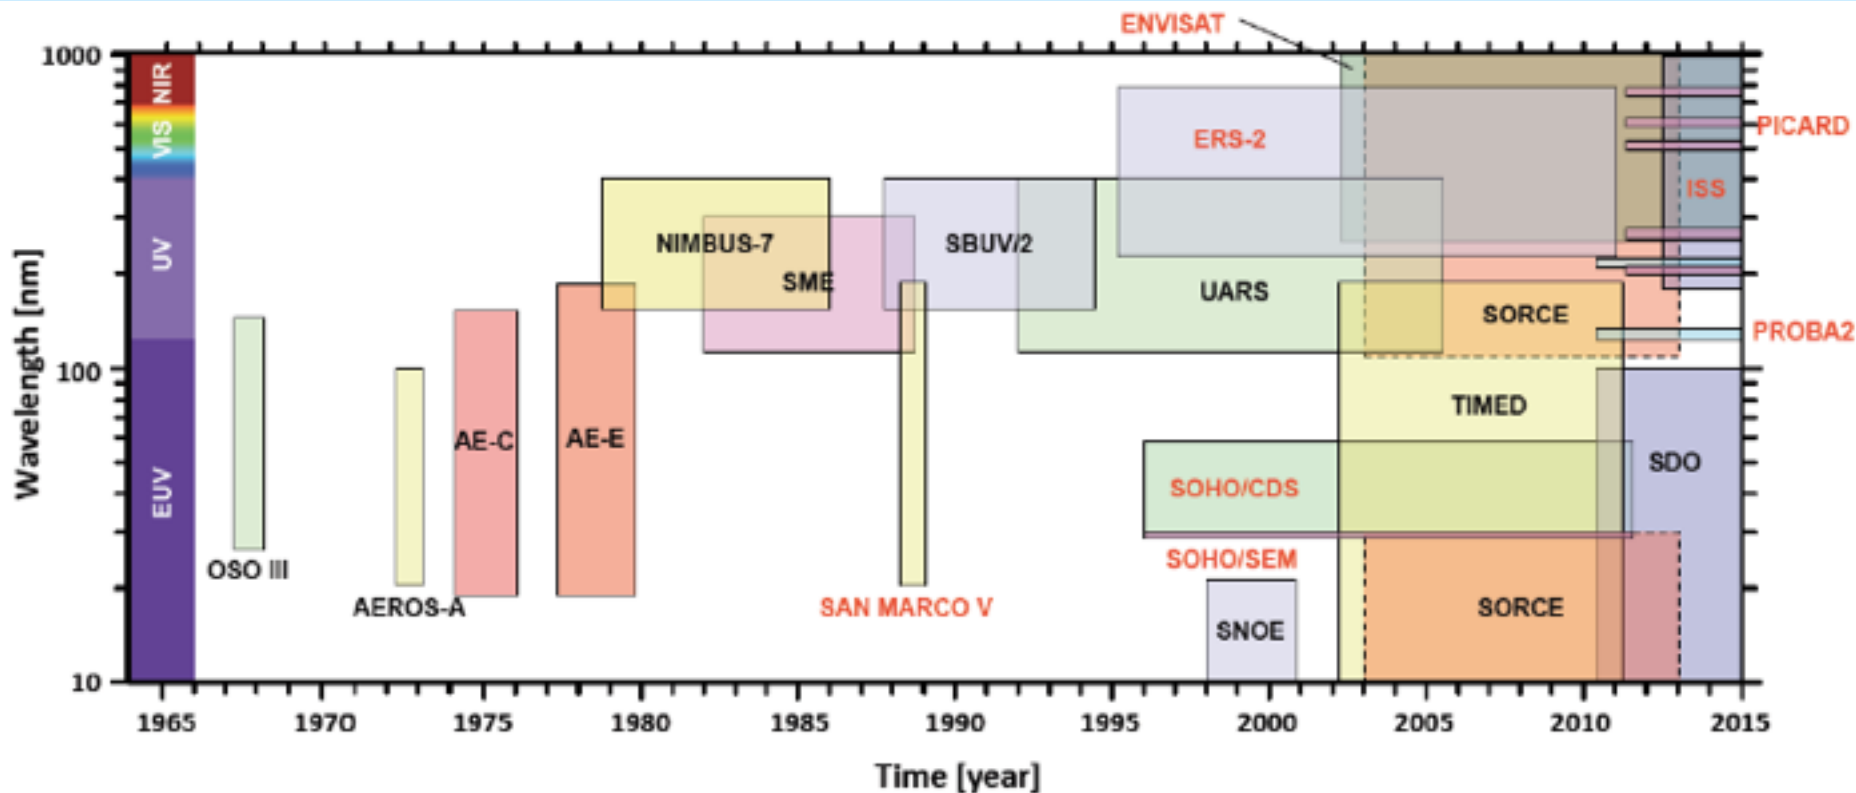 ENVISAT
1000
NIR
VIS
UV
EUV
100
10
Wavelength [nm]
PICARD
ERS-2
ISS
NIMBUS-7
SBUV/2
SME
UARS
SORCE
PROBA2
TIMED
AE-C
AE-E
SDO
SOHO/CDS
OSO III
SOHO/SEM
AEROS-A
SAN MARCO V
SORCE
SNOE
1965 1970 1975 1980 1985 1990 1995 2000 2005 2010 2015
Time [year]